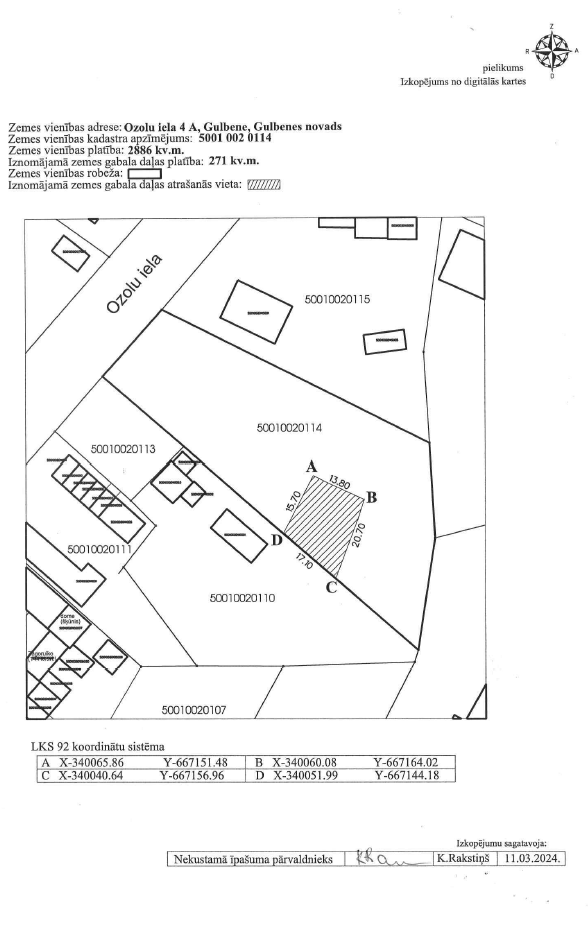 Z
R A
D
pielikums
Izkopējums no digitālās kartes
Zemes vienības adrese: Ozolu iela 4 A, Gulbene, Gulbenes novads
Zemes vienības kadastra apzīmējums: 5001 002 0114
Zemes vienības platība: 2886 kv.m.
Iznomājamā zemes gabala daļas platība: 271 kv.m.
Zemes vienības robeža:
Iznomājamā zemes gabala daļas atrašanās vieta:
Ozolu iela
50010020115
50010020114
50010020113
A
13.80
B
15.70
20.70
D
17.10
C
50010020111
50010020110
50010020107
LKS 92 koordinātu sistēma
A X-340065.86 Y-667151.48 B X-340060.08 Y-667164.02
C X-340040.64 Y-667156.96 D X-340051.99 Y-667144.18
Izkopējumu sagatavoja:
Nekustamā īpašuma pārvaldnieks K.Rakstiņš 11.03.2024.